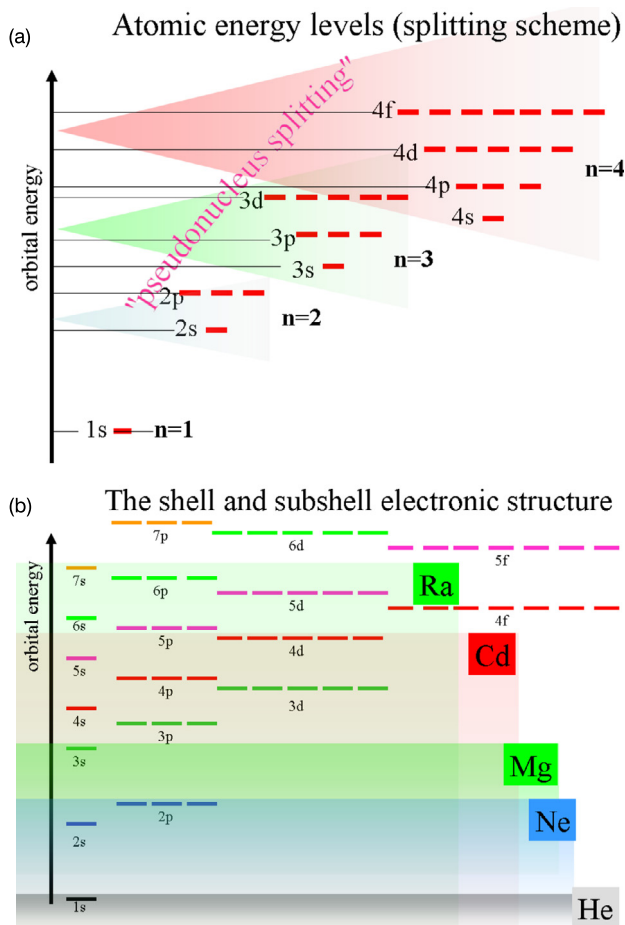 (a)
Atomic energy levels (splitting scheme)
orbital energy
"pseudonucleus splitting"
4f
4d
n=4
4p
3d
4s
3p
n=3
3s
2p
n=2
2s
1s
n=1
(b)
The shell and subshell electronic structure
orbital energy
7p
6d
5f
7s
6p
5d
Ra
4f
6s
5p
4d
Cd
5s
4p
3d
4s
3p
3s
Mg
2p
Ne
2s
1s
He